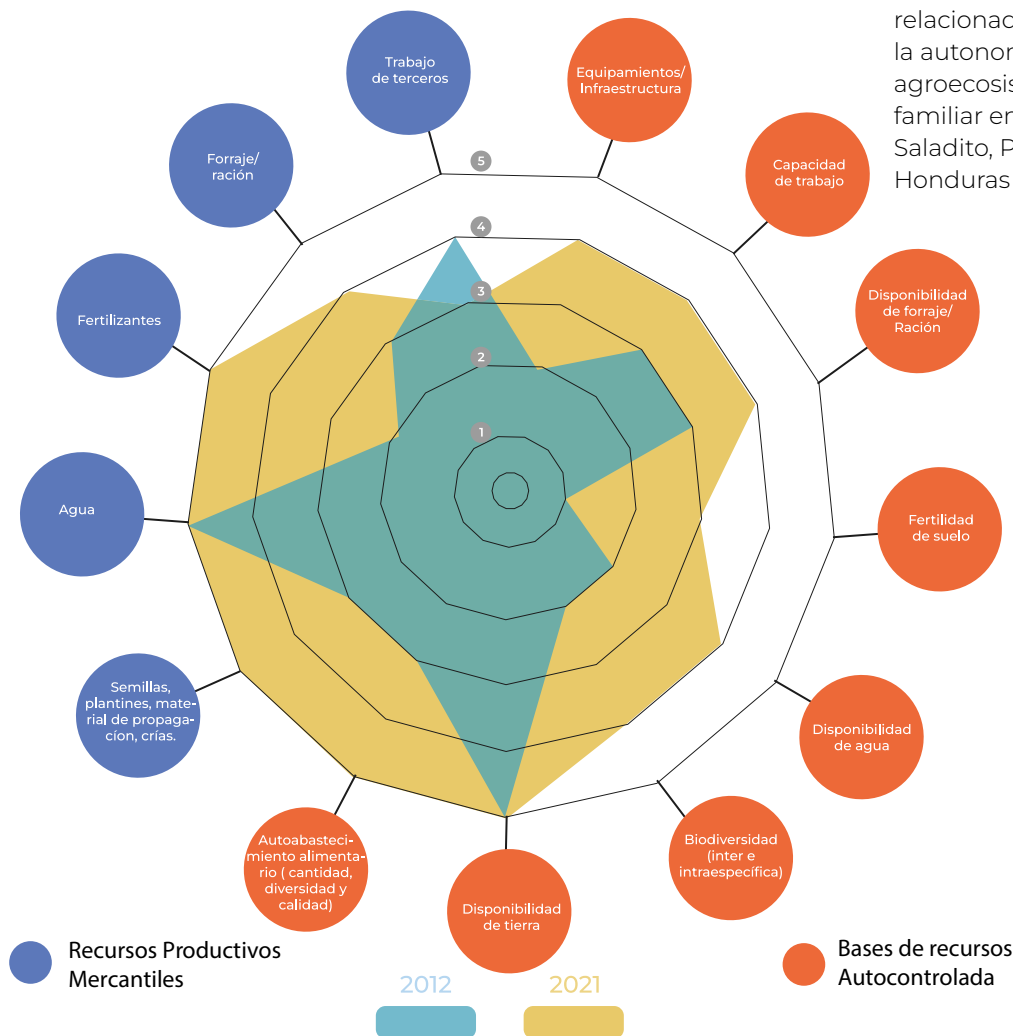 relacionad
la autonor
agroecosis
familiar en
Saladito, P
Honduras
Trabajo
de terceros
Equipamientos/
Infraestructura
Forraje/
ración
Capacidad
de trabajo
Fertilizantes
Disponibilidad
de forraje/
Ración
Agua
Fertilidad
de suelo
Semillas,
plantines, mate-
rial de propaga-
cíon, crías.
Disponibilidad
de agua
Autoabasteci-
miento alimenta-
rio ( cantidad,
diversidad y
calidad)
Biodiversidad
(inter e
intraespecífica)
Disponibilidad
de tierra
5
4
3
2
1
Recursos Productivos
Mercantiles
2012
2021
Bases de recursos
Autocontrolada